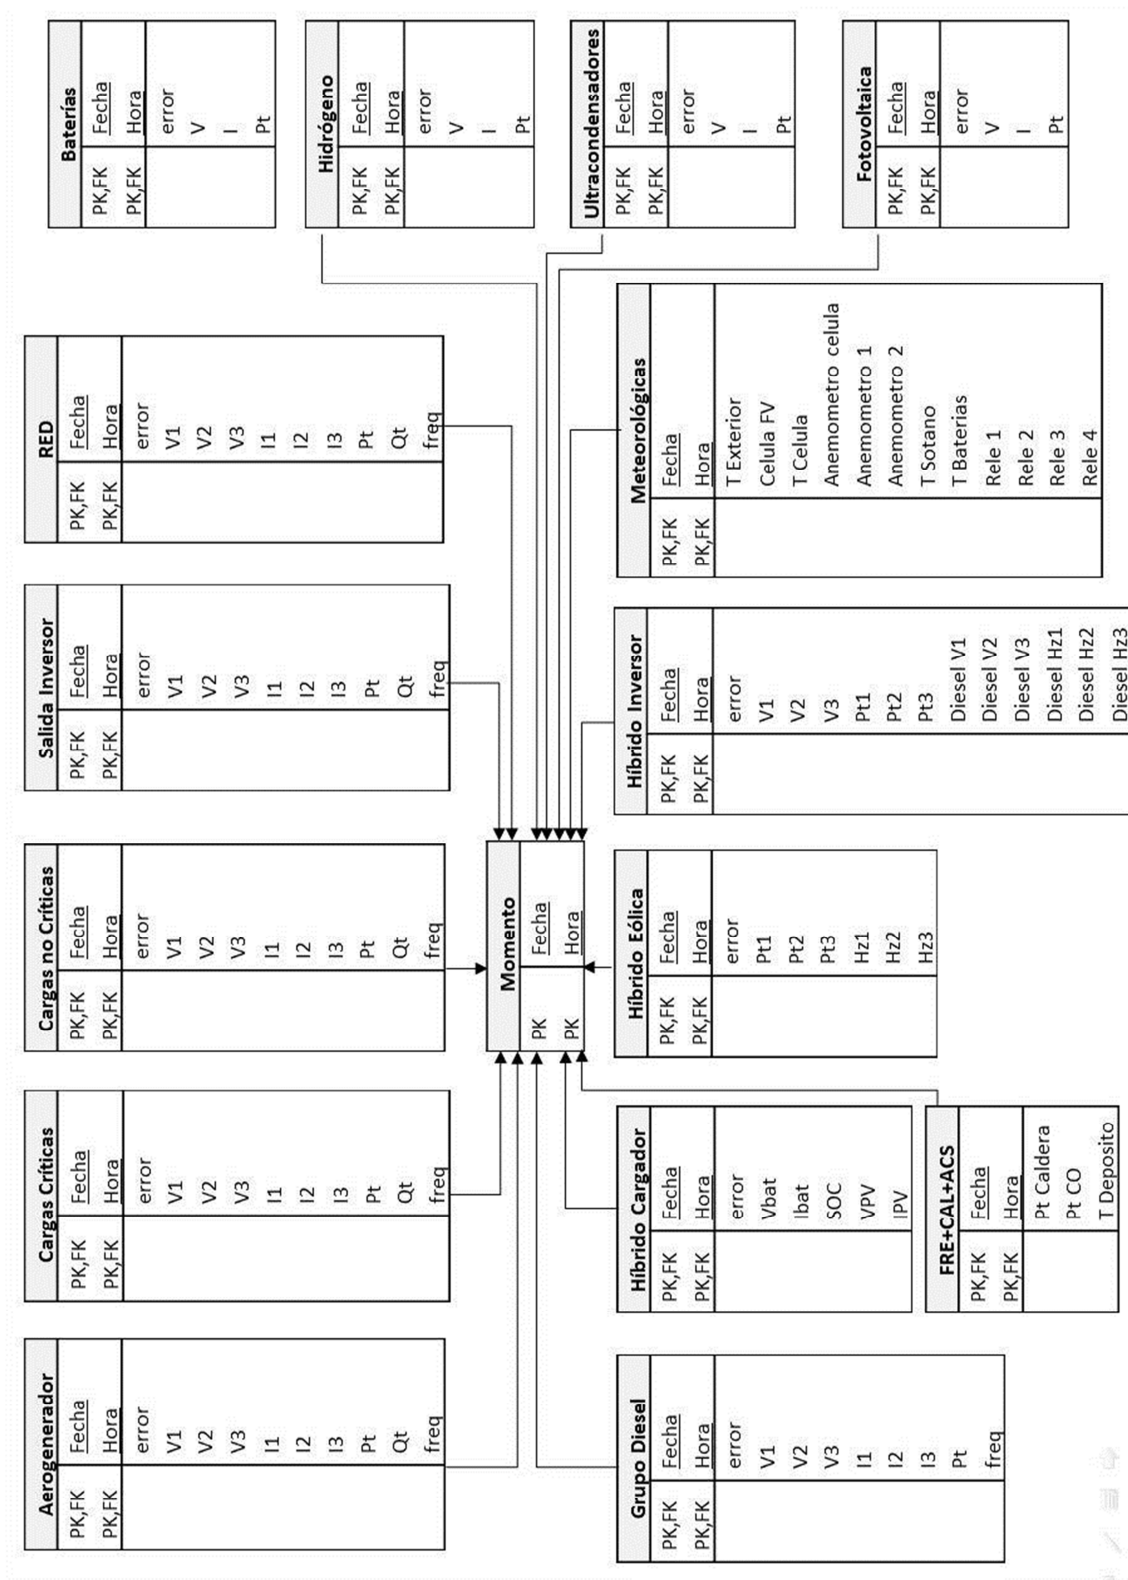 Aerogenerador
PK,FK Fecha
PK,FK Hora
error
V1
V2
V3
I1
I2
I3
Pt
Qt
freq
Cargas Críticas
PK,FK Fecha
PK,FK Hora
error
V1
V2
V3
I1
I2
I3
Pt
Qt
freq
Cargas no Críticas
PK,FK Fecha
PK,FK Hora
error
V1
V2
V3
I1
I2
I3
Pt
Qt
freq
Salida Inversor
PK,FK Fecha
PK,FK Hora
error
V1
V2
V3
I1
I2
I3
Pt
Qt
freq
RED
PK,FK Fecha
PK,FK Hora
error
V1
V2
V3
I1
I2
I3
Pt
Qt
freq
Baterías
PK,FK Fecha
PK,FK Hora
error
V
I
Pt
Hidrógeno
PK,FK Fecha
PK,FK Hora
error
V
I
Pt
Momento
PK Fecha
PK Hora
Ultracondensadores
PK,FK Fecha
PK,FK Hora
error
V
I
Pt
Grupo Diesel
PK,FK Fecha
PK,FK Hora
error
V1
V2
V3
I1
I2
I3
Pt
freq
Híbrido Cargador
PK,FK Fecha
PK,FK Hora
error
Vbat
Ibat
SOC
VPV
IPV
FRE+CAL+ACS
PK,FK Fecha
PK,FK Hora
Pt Caldera
Pt CO
T Deposito
Híbrido Eólica
PK,FK Fecha
PK,FK Hora
error
Pt1
Pt2
Pt3
Hz1
Hz2
Hz3
Híbrido Inversor
PK,FK Fecha
PK,FK Hora
error
V1
V2
V3
Pt1
Pt2
Pt3
Diesel V1
Diesel V2
Diesel V3
Diesel Hz1
Diesel Hz2
Diesel Hz3
Meteorológicas
PK,FK Fecha
PK,FK Hora
T Exterior
Celula FV
T Celula
Anemometro celula
Anemometro 1
Anemometro 2
T Sotano
T Baterias
Rele 1
Rele 2
Rele 3
Rele 4
Fotovoltaica
PK,FK Fecha
PK,FK Hora
error
V
I
Pt